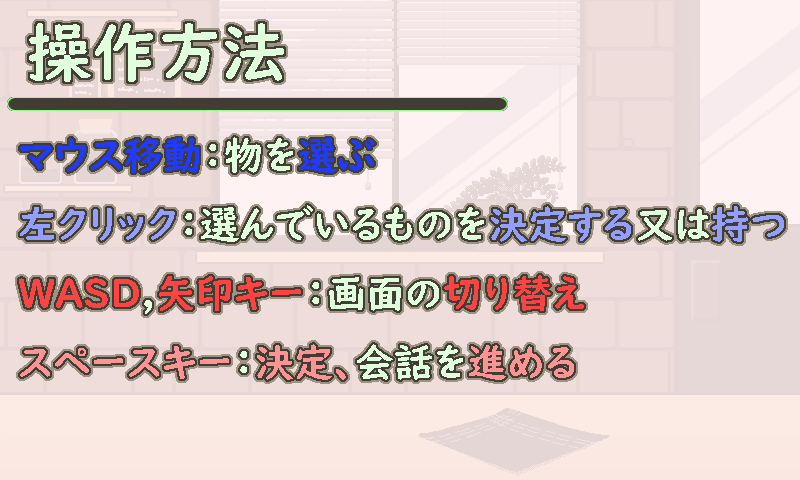 操作方法
マウス移動：物を選ぶ
左クリック：選んでいるものを決定する又は持つ
WASD,矢印キー：画面の切り替え
スペースキー：決定、会話を進める